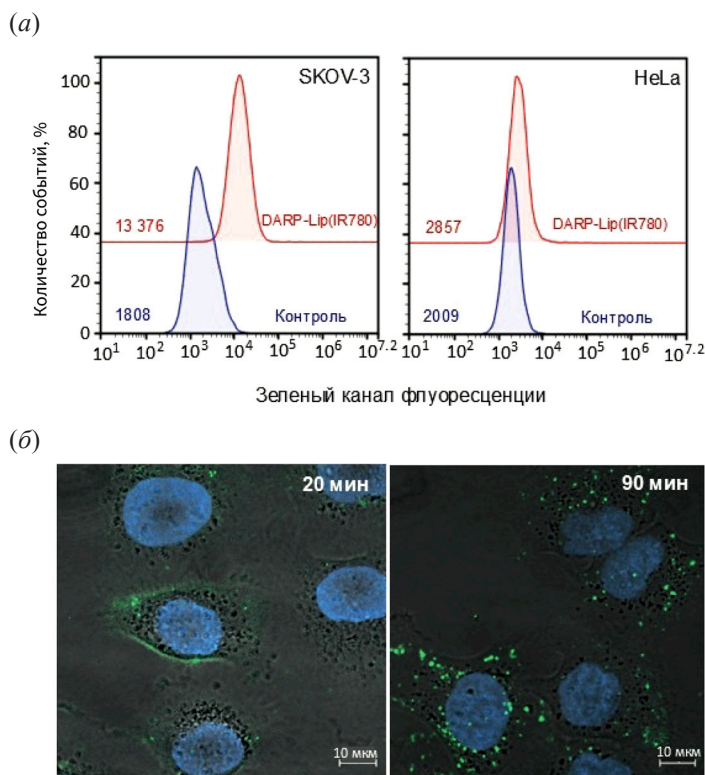 (а)
SKOV-3
HeLa
Количество событий, %
100
80
60
40
20
0
13 376
DARP-Lip(IR780)
1808
Контроль
2857
DARP-Lip(IR780)
2009
Контроль
10¹ 10² 10³ 10⁴ 10⁵ 10⁶ 10⁷·²
10¹ 10² 10³ 10⁴ 10⁵ 10⁶ 10⁷·²
Зеленый канал флуоресценции
(б)
20 мин
90 мин
10 мкм
10 мкм